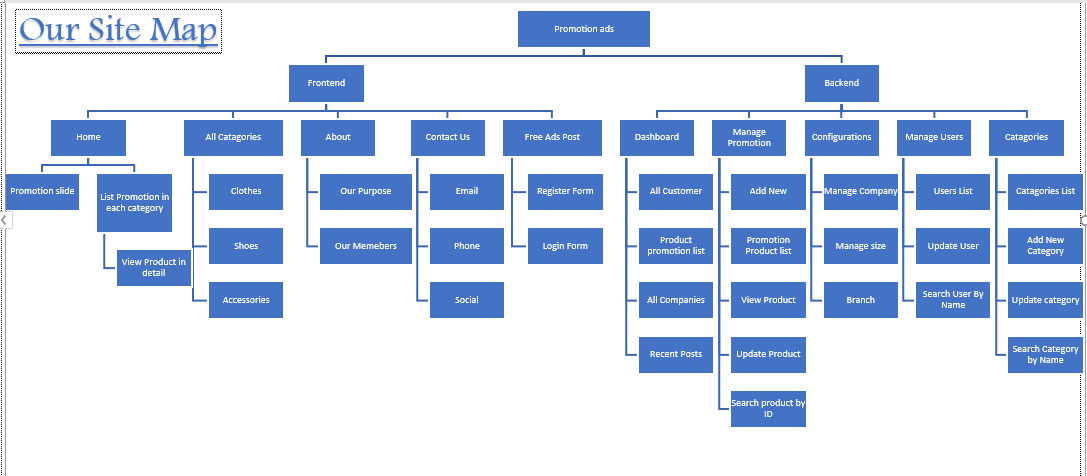 Our Site Map
Promotion ads
Frontend
Backend
Home
All Catagories
About
Contact Us
Free Ads Post
Dashboard
Manage
Promotion
Configurations
Manage Users
Catagories
Promotion slide
List Promotion in
each category
View Product in
detail
Clothes
Shoes
Accessories
Our Purpose
Our Memebers
Email
Phone
Social
Register Form
Login Form
All Customer
Product
promotion list
All Companies
Recent Posts
Add New
Promotion
Product list
View Product
Update Product
Search product by
ID
Manage Company
Manage size
Branch
Users List
Update User
Search User By
Name
Catagories List
Add New
Category
Update category
Search Category
by Name